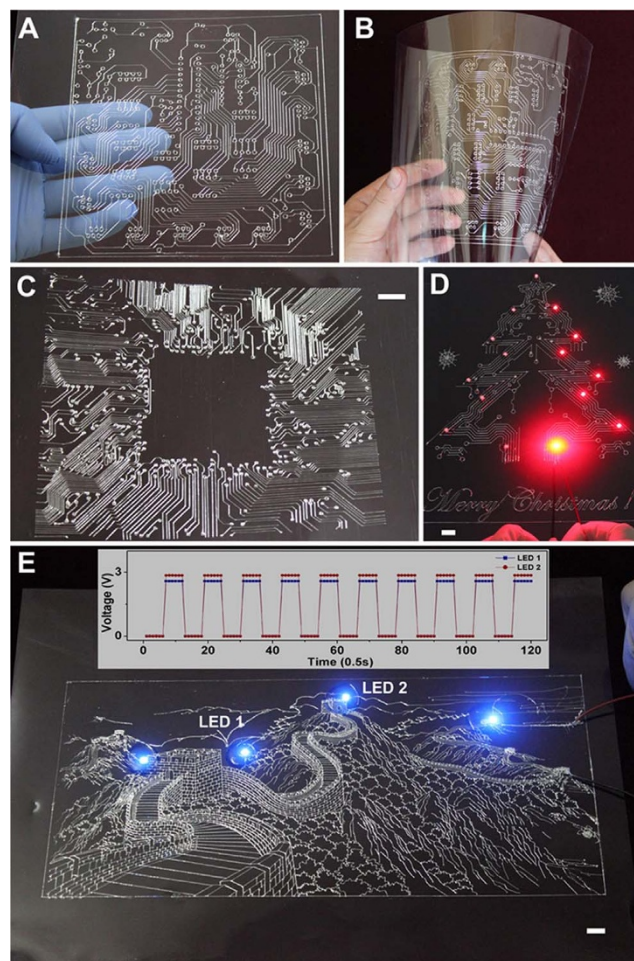 A
B
C
D
Merry Christmas!
E
LED 1
LED 2
Voltage (V)
3
0
0 20 40 60 80 100 120
Time (0.5s)
LED 1
LED 2